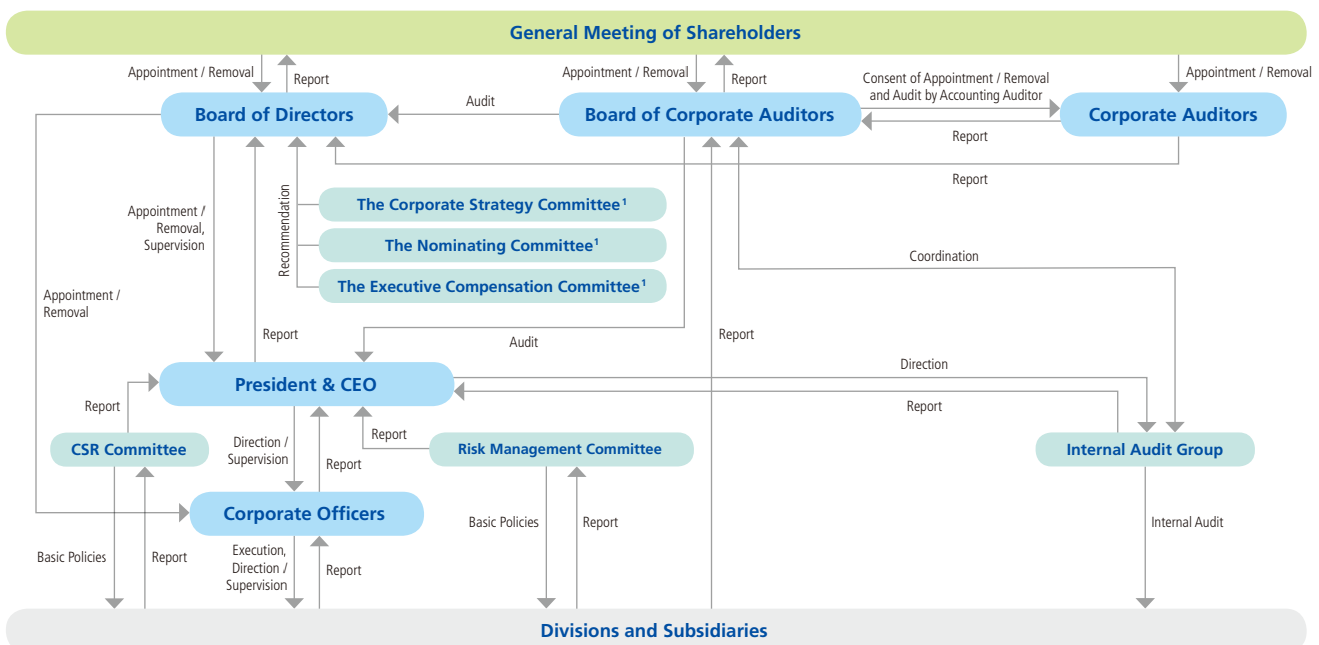 General Meeting of Shareholders
Appointment / Removal
Report
Appointment / Removal
Report
Consent of Appointment / Removal
and Audit by Accounting Auditor
Appointment / Removal
Board of Directors
Audit
Board of Corporate Auditors
Corporate Auditors
Report
Report
Recommendation
The Corporate Strategy Committee¹
The Nominating Committee¹
The Executive Compensation Committee¹
Appointment /
Removal,
Supervision
Coordination
Appointment /
Removal
Report
Audit
Report
President & CEO
Direction
Report
Report
CSR Committee
Direction /
Supervision
Report
Report
Risk Management Committee
Internal Audit Group
Corporate Officers
Basic Policies
Report
Internal Audit
Basic Policies
Report
Execution,
Direction /
Supervision
Report
Divisions and Subsidiaries